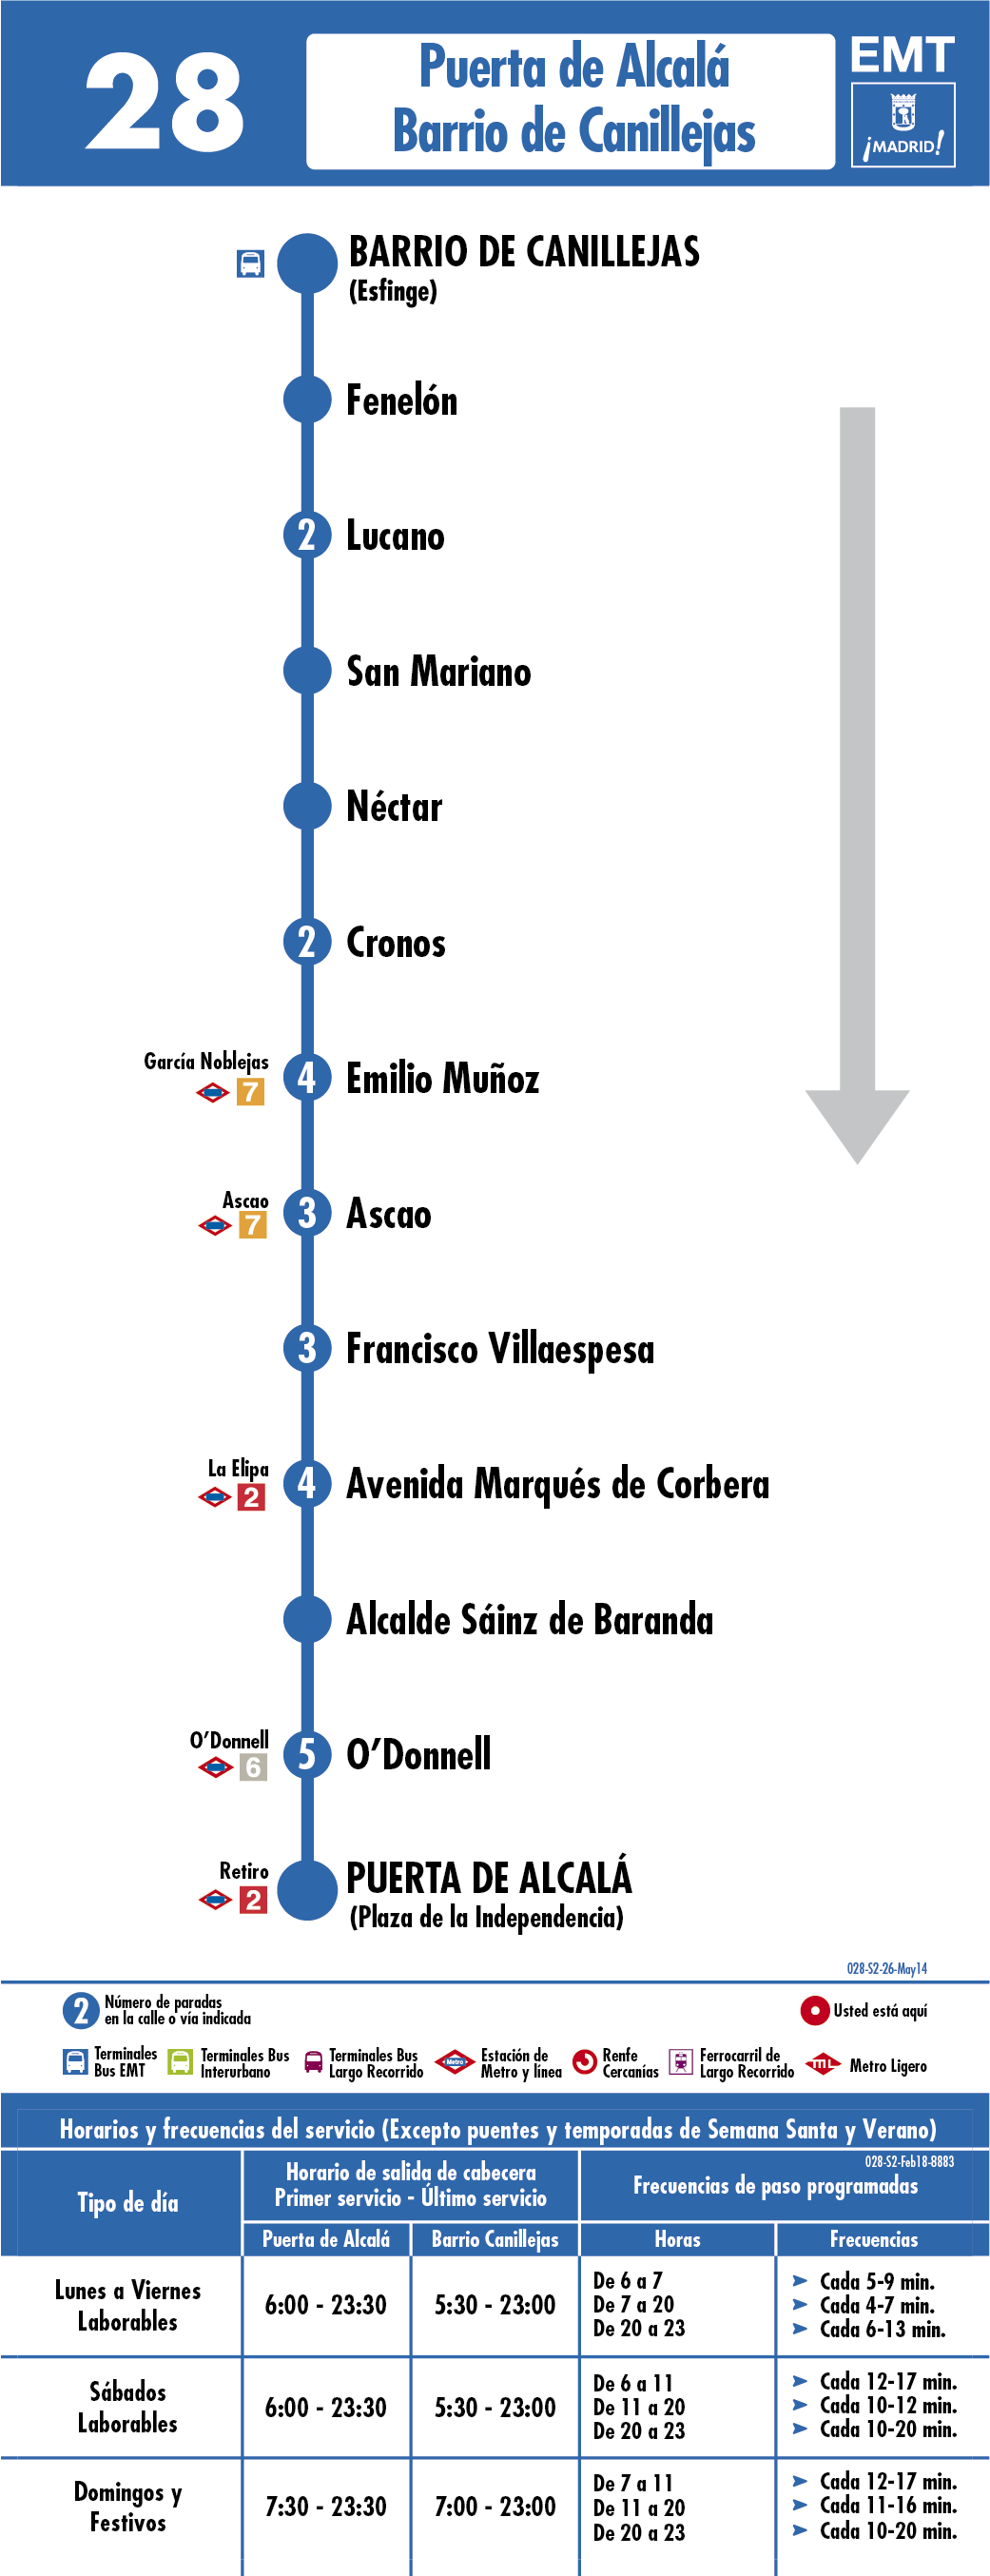 28
Puerta de Alcalá
Barrio de Canillejas
EMT
¡MADRID!
BARRIO DE CANILLEJAS
(Esfinge)
Fenelón
2 Lucano
San Mariano
Néctar
2 Cronos
García Noblejas
7
4 Emilio Muñoz
Ascao
7
3 Ascao
3 Francisco Villaespesa
La Elipa
2
4 Avenida Marqués de Corbera
Alcalde Sáinz de Baranda
O'Donnell
6
5 O'Donnell
Retiro
2
PUERTA DE ALCALÁ
(Plaza de la Independencia)
028-S2-26-May14
2 Número de paradas
en la calle o vía indicada
Usted está aquí
Terminales
Bus EMT
Terminales Bus
Interurbano
Terminales Bus
Largo Recorrido
Metro
Estación de
Metro y línea
Renfe
Cercanías
Ferrocarril de
Largo Recorrido
ML
Metro Ligero
Horarios y frecuencias del servicio (Excepto puentes y temporadas de Semana Santa y Verano)
028-S2-Feb18-8883
Tipo de día
Horario de salida de cabecera
Primer servicio - Último servicio
Frecuencias de paso programadas
Puerta de Alcalá
Barrio Canillejas
Horas
Frecuencias
Lunes a Viernes
Laborables
6:00 - 23:30
5:30 - 23:00
De 6 a 7
De 7 a 20
De 20 a 23
Cada 5-9 min.
Cada 4-7 min.
Cada 6-13 min.
Sábados
Laborables
6:00 - 23:30
5:30 - 23:00
De 6 a 11
De 11 a 20
De 20 a 23
Cada 12-17 min.
Cada 10-12 min.
Cada 10-20 min.
Domingos y
Festivos
7:30 - 23:30
7:00 - 23:00
De 7 a 11
De 11 a 20
De 20 a 23
Cada 12-17 min.
Cada 11-16 min.
Cada 10-20 min.